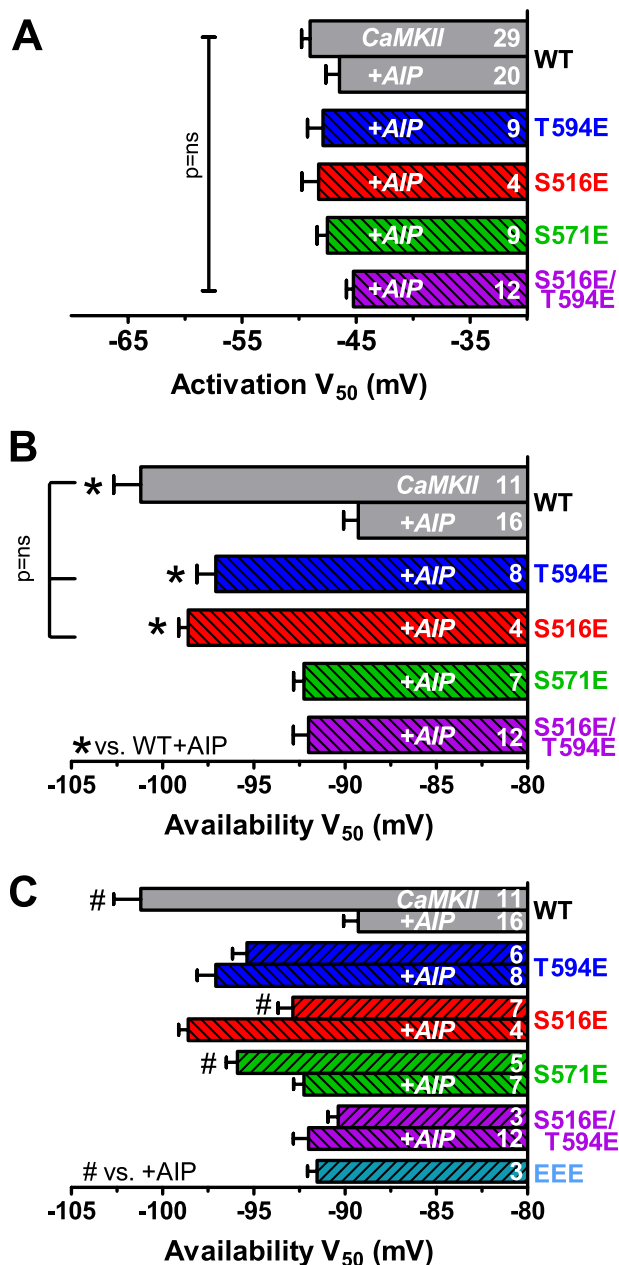 A
CaMKII 29
WT
+AIP 20
+AIP 9 T594E
p=ns
+AIP 4 S516E
+AIP 9 S571E
+AIP 12 S516E/
T594E
-65 -55 -45 -35
Activation V50 (mV)
B
CaMKII 11
* WT
+AIP 16
p=ns
* +AIP 8 T594E
* +AIP 4 S516E
+AIP 7 S571E
+AIP 12 S516E/
T594E
* vs. WT+AIP
-105 -100 -95 -90 -85 -80
Availability V50 (mV)
C
# CaMKII 11
WT
+AIP 16
6
T594E
+AIP 8
# 7
S516E
+AIP 4
# 5
S571E
+AIP 7
3
S516E/
+AIP 12 T594E
# vs. +AIP 3 EEE
-105 -100 -95 -90 -85 -80
Availability V50 (mV)